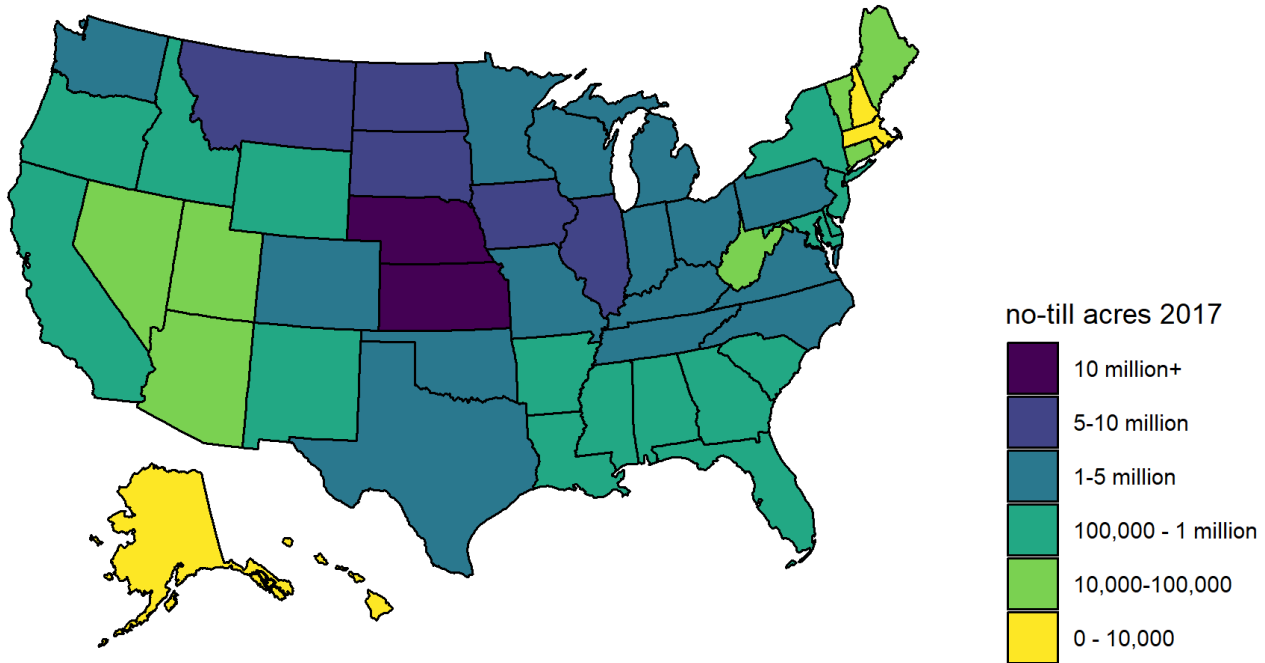 no-till acres 2017
10 million+
5-10 million
1-5 million
100,000 - 1 million
10,000-100,000
0 - 10,000